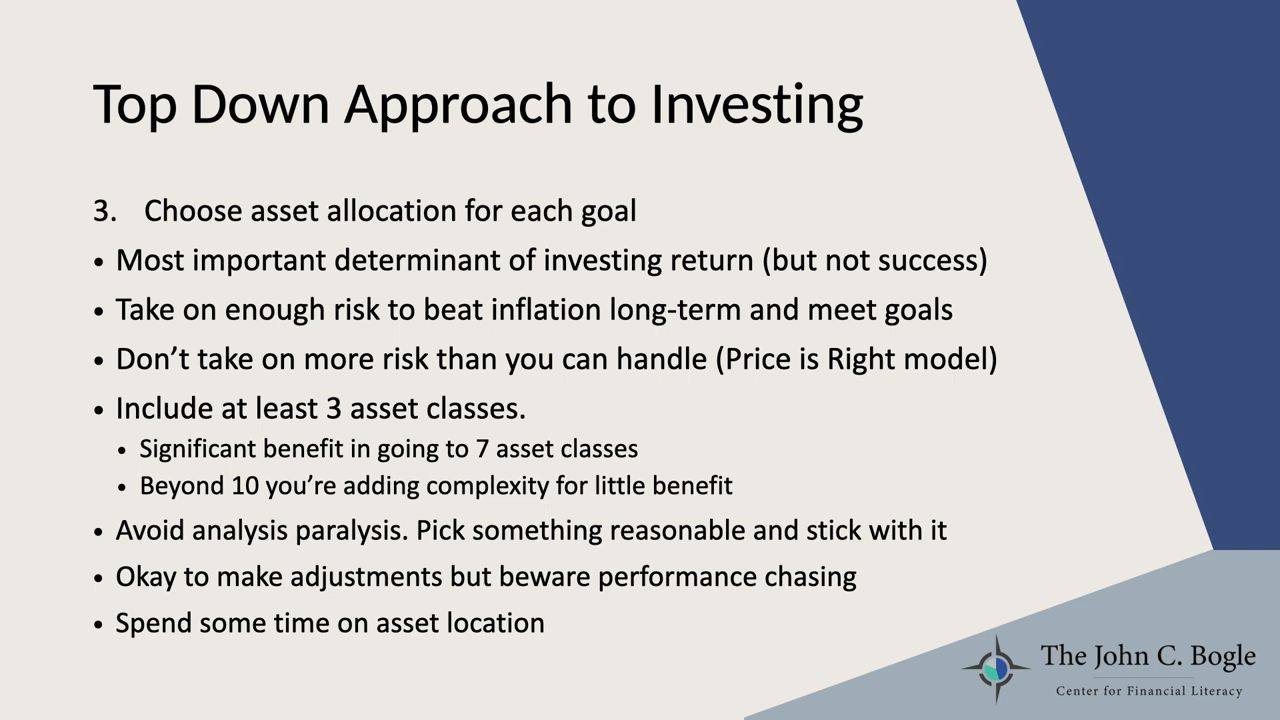 Top Down Approach to Investing
3. Choose asset allocation for each goal
• Most important determinant of investing return (but not success)
• Take on enough risk to beat inflation long-term and meet goals
• Don’t take on more risk than you can handle (Price is Right model)
• Include at least 3 asset classes.
• Significant benefit in going to 7 asset classes
• Beyond 10 you’re adding complexity for little benefit
• Avoid analysis paralysis. Pick something reasonable and stick with it
• Okay to make adjustments but beware performance chasing
• Spend some time on asset location
The John C. Bogle
Center for Financial Literacy